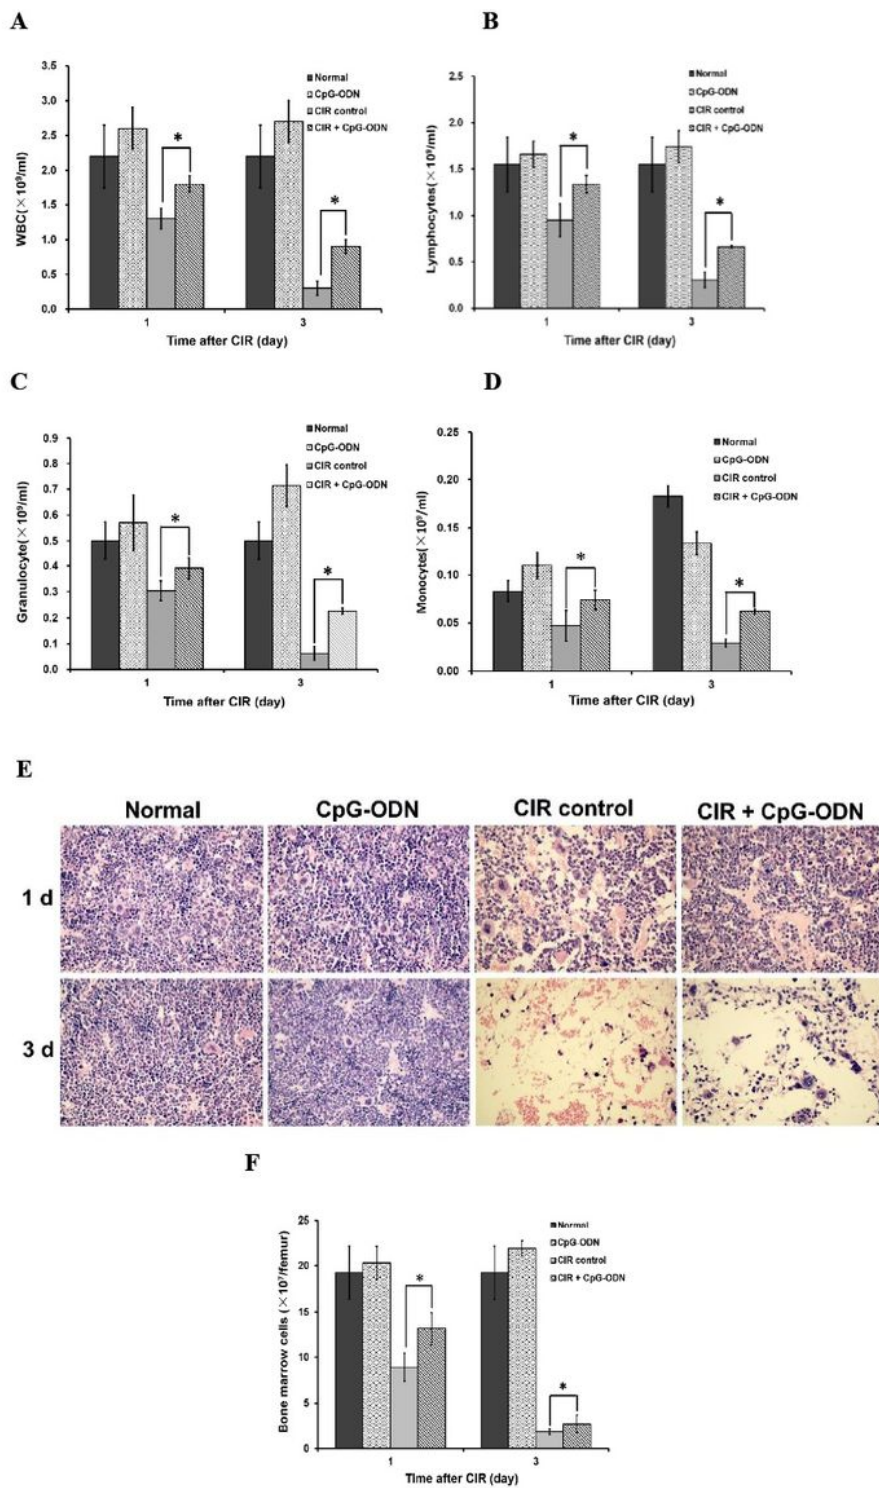 A
3.5
3.0
2.5
2.0
1.5
1.0
0.5
0.0
WBC(×10⁹/ml)
Normal
CpG-ODN
CIR control
CIR + CpG-ODN
*
*
1
3
Time after CIR (day)
B
2.5
2.0
1.5
1.0
0.5
0.0
Lymphocytes(×10⁹/ml)
Normal
CpG-ODN
CIR control
CIR + CpG-ODN
*
*
1
3
Time after CIR (day)
C
0.9
0.8
0.7
0.6
0.5
0.4
0.3
0.2
0.1
0.0
Granulocyte(×10⁹/ml)
Normal
CpG-ODN
CIR control
CIR + CpG-ODN
*
*
1
3
Time after CIR (day)
D
0.25
0.20
0.15
0.10
0.05
0.00
Monocytes(×10⁹/ml)
Normal
CpG-ODN
CIR control
CIR + CpG-ODN
*
*
1
3
Time after CIR (day)
E
Normal
CpG-ODN
CIR control
CIR + CpG-ODN
1 d
3 d
F
25
20
15
10
5
0
Bone marrow cells (×10⁷/femur)
Normal
CpG-ODN
CIR control
CIR + CpG-ODN
*
*
1
3
Time after CIR (day)